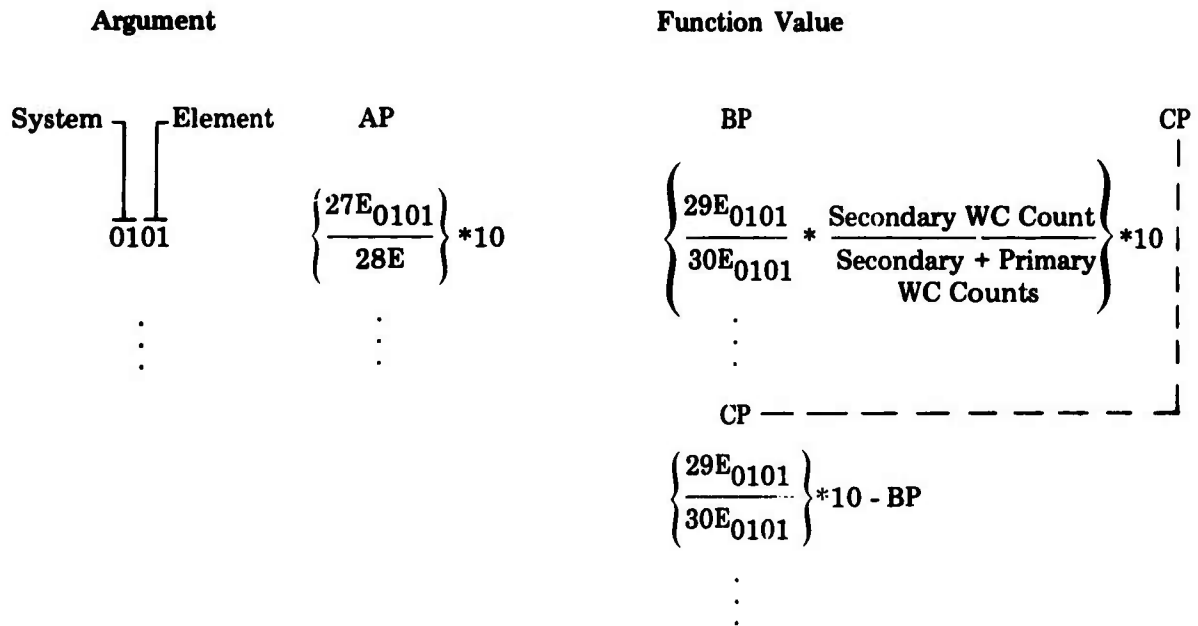 Argument Function Value
System Element AP BP CP
0101
{27E0101 / 28E} *10
{29E0101 / 30E0101 * Secondary WC Count / Secondary + Primary WC Counts} *10
CP
{29E0101 / 30E0101} *10 - BP